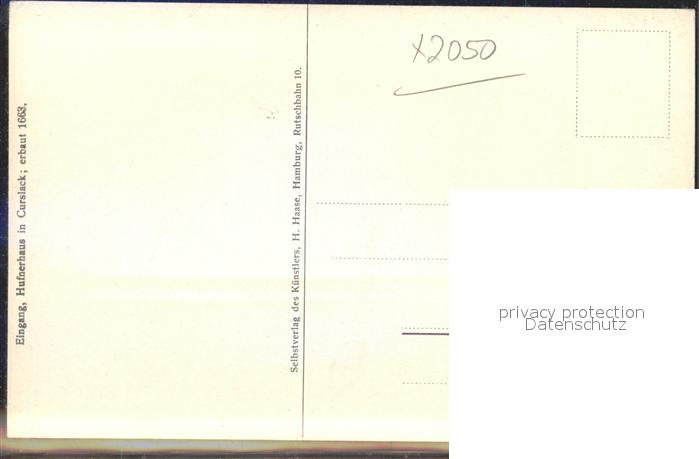 Eingang, Hufnerhaus in Curslack; erbaut 1663.
Selbstverlag des Künstlers, H. Haase, Hamburg, Rutschbahn 10.
x2050
privacy protection
Datenschutz